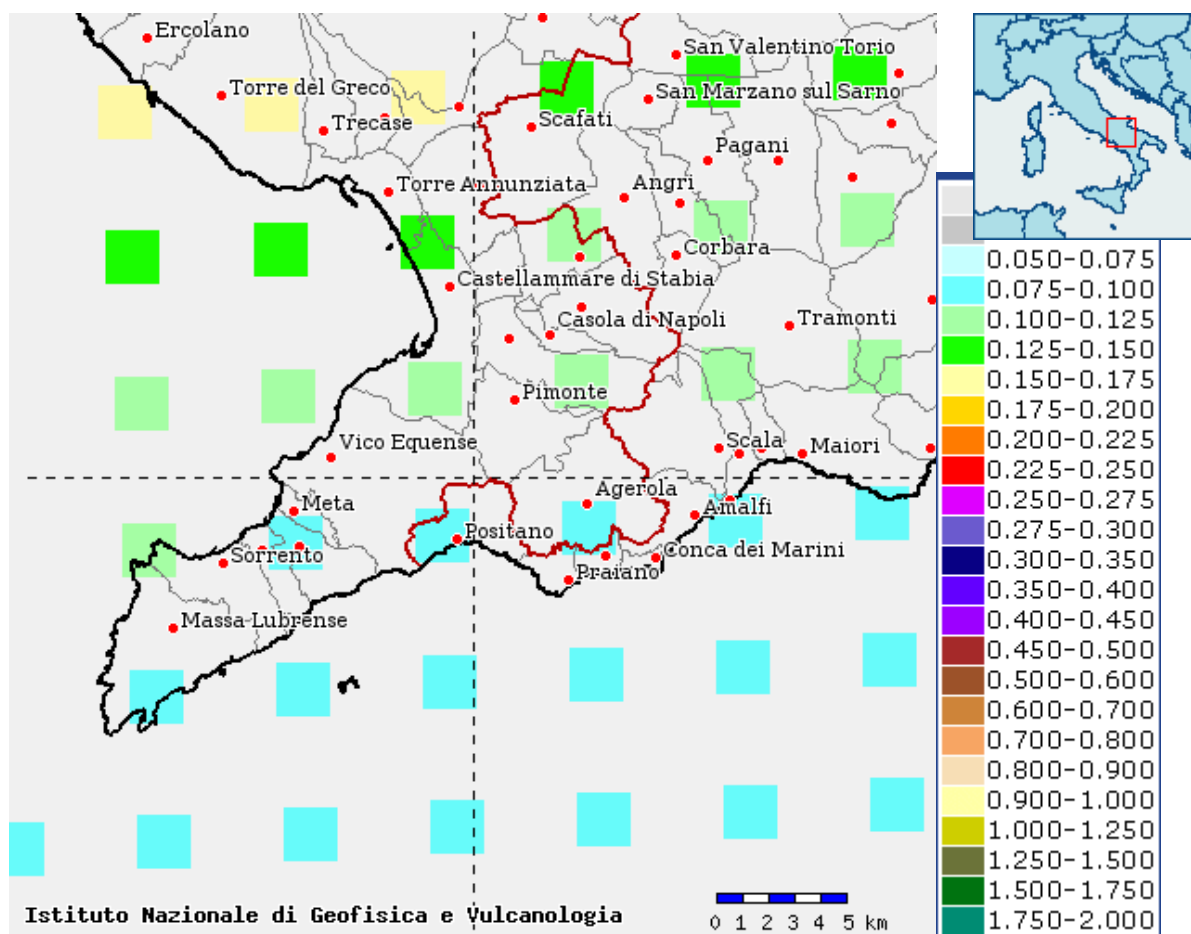 Ercolano
San Valentino Torio
Torre del Greco
San Marzano sul Sarno
Trecase
Scafati
Pagani
Torre Annunziata
Angri
Corbara
Castellammare di Stabia
Casola di Napoli
Tramonti
Pimonte
Vico Equense
Scala
Maiori
Agerola
Meta
Amalfi
Positano
Conca dei Marini
Sorrento
Praiano
Massa Lubrense
Istituto Nazionale di Geofisica e Vulcanologia
0 1 2 3 4 5 km
0.050-0.075
0.075-0.100
0.100-0.125
0.125-0.150
0.150-0.175
0.175-0.200
0.200-0.225
0.225-0.250
0.250-0.275
0.275-0.300
0.300-0.350
0.350-0.400
0.400-0.450
0.450-0.500
0.500-0.600
0.600-0.700
0.700-0.800
0.800-0.900
0.900-1.000
1.000-1.250
1.250-1.500
1.500-1.750
1.750-2.000